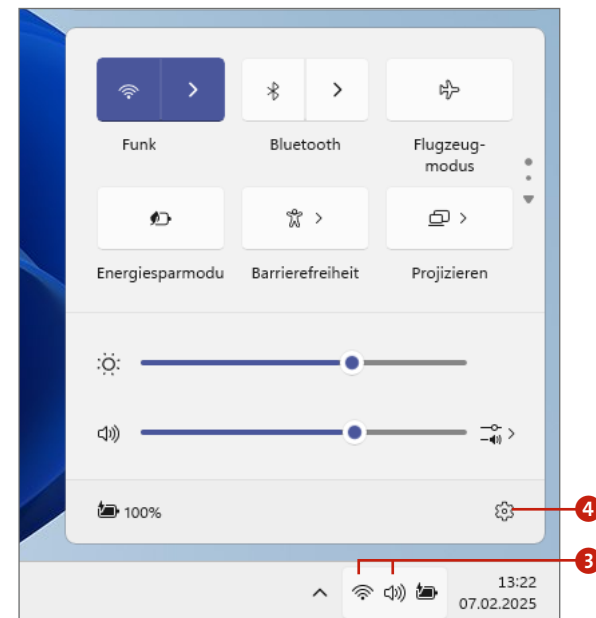 Funk
Bluetooth
Flugzeug-
modus
Energiesparmodu
Barrierefreiheit
Projizieren
100%
4
3
13:22
07.02.2025